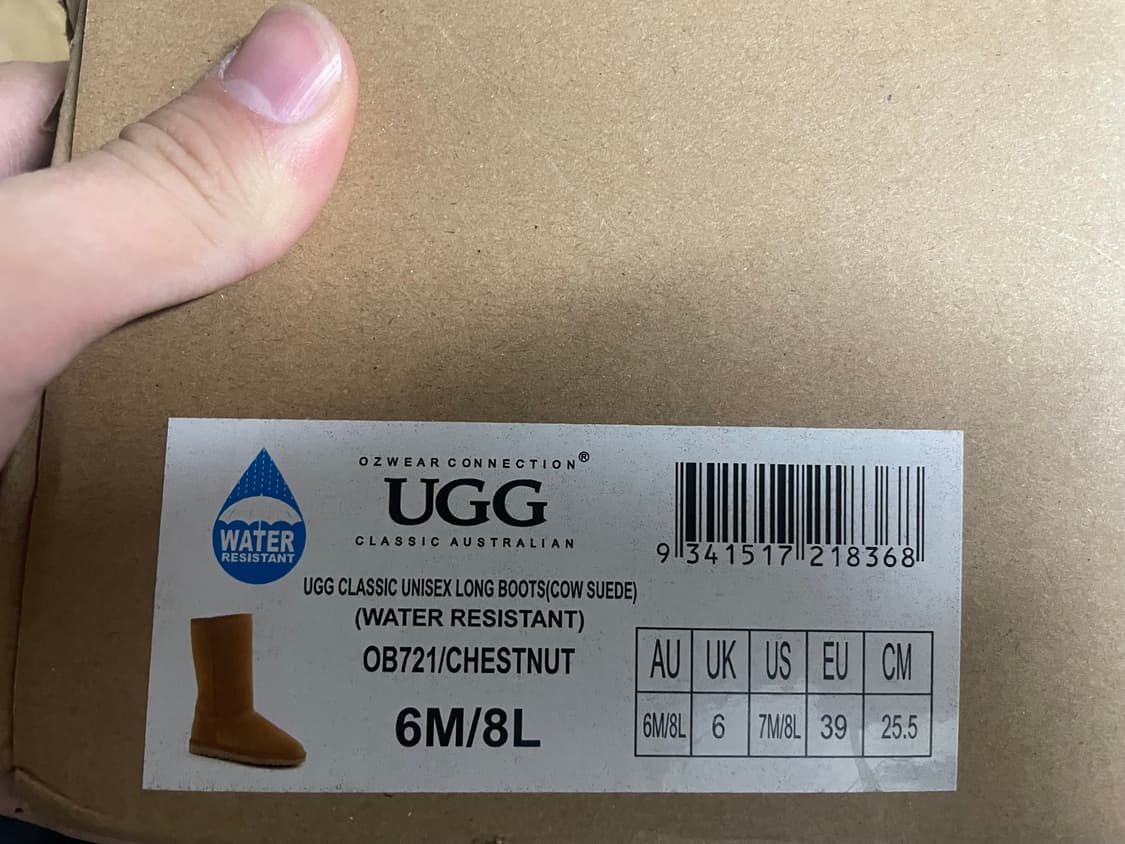 OZWEAR CONNECTION®
UGG
CLASSIC AUSTRALIAN
WATER
RESISTANT
9 341517 218368
UGG CLASSIC UNISEX LONG BOOTS(COW SUEDE)
(WATER RESISTANT)
OB721/CHESTNUT
6M/8L
AU UK US EU CM
6M/8L 6 7M/8L 39 25.5